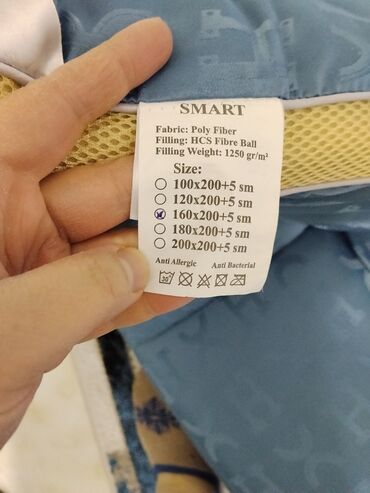 SMART
Fabric: Poly Fiber
Filling: HCS Fibre Ball
Filling Weight: 1250 gr/m²
Size:
100x200+5 sm
120x200+5 sm
160x200+5 sm
180x200+5 sm
200x200+5 sm
Anti Allergic Anti Bacterial
30°